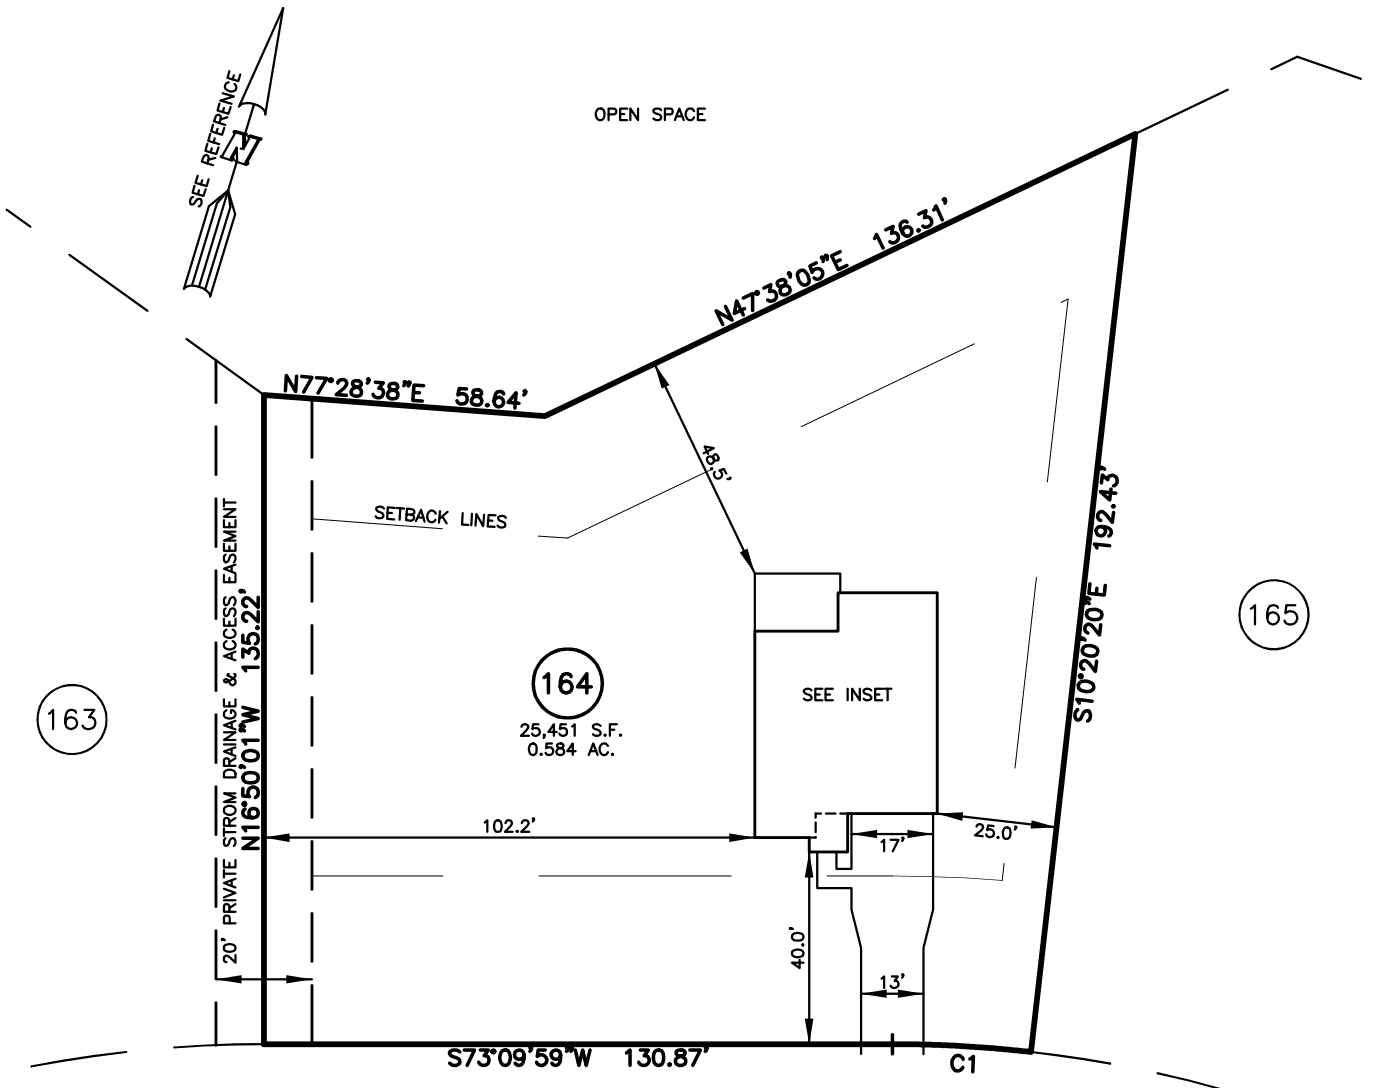 SEE REFERENCE
N
OPEN SPACE
N47°38'05"E 136.31'
N77°28'38"E 58.64'
48.5'
SETBACK LINES
S10°20'20"E 192.43'
20' PRIVATE STROM DRAINAGE & ACCESS EASEMENT
N16°50'01"W 135.22'
163
164
25,451 S.F.
0.584 AC.
SEE INSET
165
102.2'
17'
25.0'
40.0'
13'
S73°09'59"W 130.87'
C1